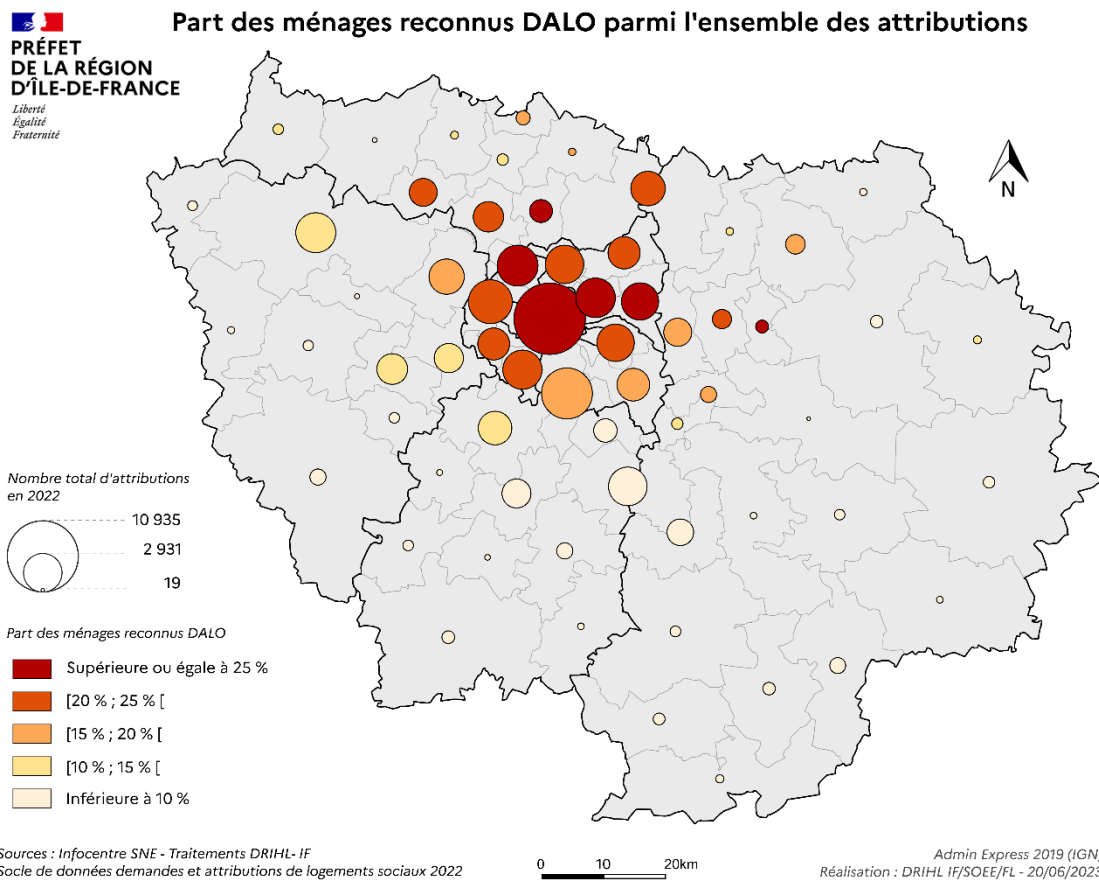 Part des ménages reconnus DALO parmi l'ensemble des attributions
PRÉFET
DE LA RÉGION
D'ÎLE-DE-FRANCE
Liberté
Égalité
Fraternité
N
Nombre total d'attributions
en 2022
10 935
2 931
19
Part des ménages reconnus DALO
Supérieure ou égale à 25 %
[20 % ; 25 % [
[15 % ; 20 % [
[10 % ; 15 % [
Inférieure à 10 %
Sources : Infocentre SNE - Traitements DRIHL- IF
Socle de données demandes et attributions de logements sociaux 2022
0 10 20km
Admin Express 2019 (IGN)
Réalisation : DRIHL IF/SOEE/FL - 20/06/2023